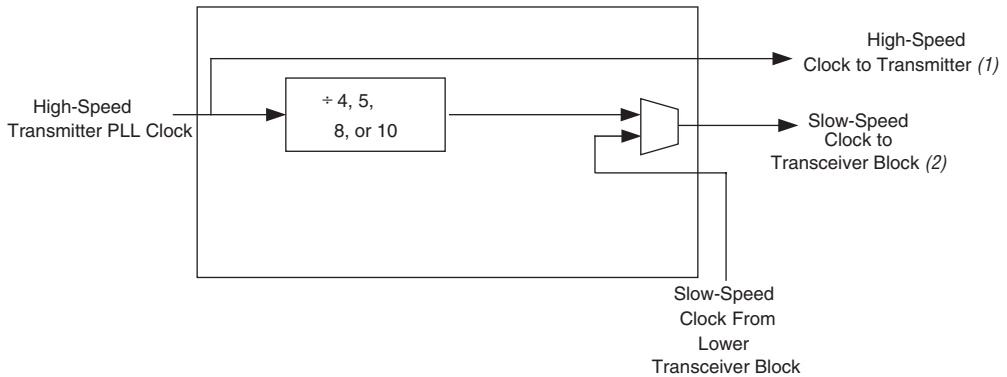 High-Speed
Clock to Transmitter (1)
High-Speed
Transmitter PLL Clock
÷ 4, 5,
8, or 10
Slow-Speed
Clock to
Transceiver Block (2)
Slow-Speed
Clock From
Lower
Transceiver Block